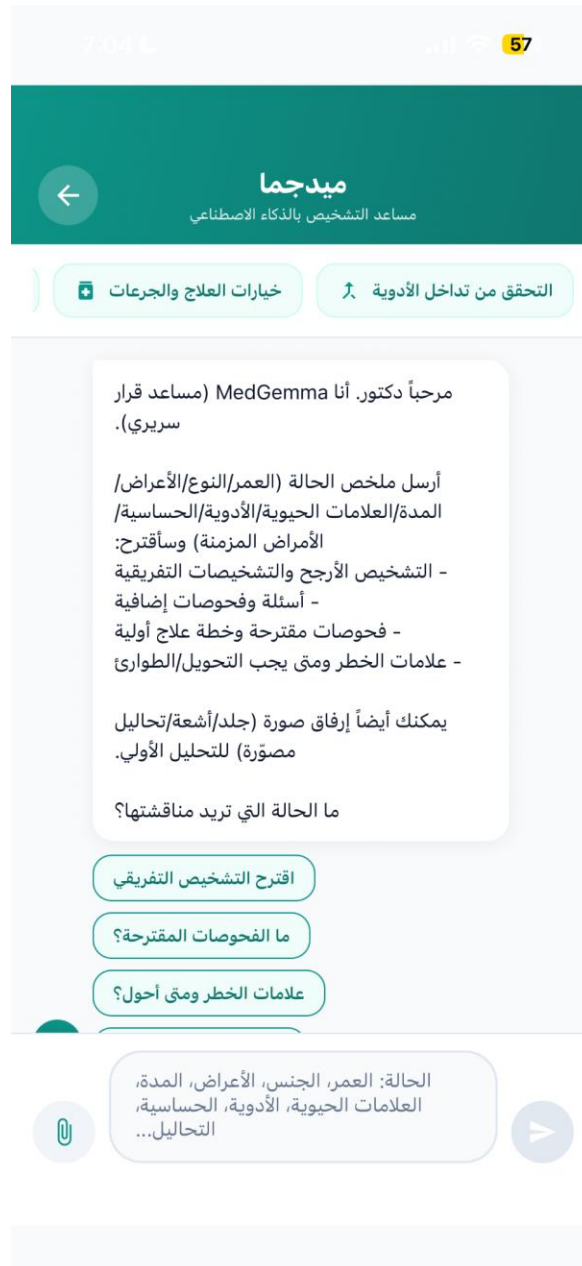 7:04
57
ميدجما
مساعد التشخيص بالذكاء الاصطناعي
التحقق من تداخل الأدوية
خيارات العلاج والجرعات
مرحباً دكتور. أنا MedGemma (مساعد قرار
سريري).
أرسل ملخص الحالة (العمر/النوع/الأعراض/
المدة/العلامات الحيوية/الأدوية/الحساسية/
الأمراض المزمنة) وسأقترح:
- التشخيص الأرجح والتشخيصات التفريقية
- أسئلة وفحوصات إضافية
- فحوصات مقترحة وخطة علاج أولية
- علامات الخطر ومتى يجب التحويل/الطوارئ
يمكنك أيضاً إرفاق صورة (جلد/أشعة/تحاليل
مصوّرة) للتحليل الأولي.
ما الحالة التي تريد مناقشتها؟
اقترح التشخيص التفريقي
ما الفحوصات المقترحة؟
علامات الخطر ومتى أحول؟
الحالة: العمر، الجنس، الأعراض، المدة،
العلامات الحيوية، الأدوية، الحساسية،
التحاليل...